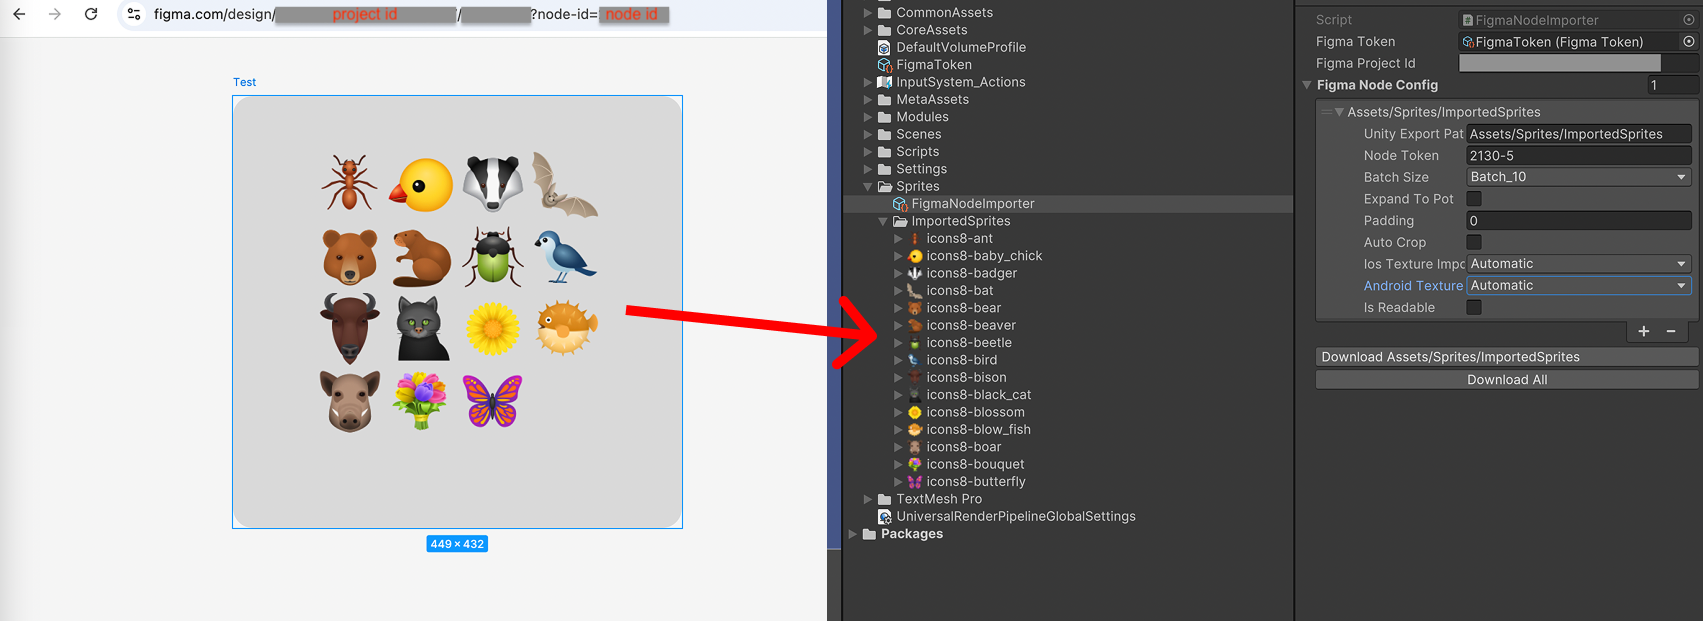 figma.com/design/ project id / ?node-id= node id
Test
449 × 432
CommonAssets
CoreAssets
DefaultVolumeProfile
FigmaToken
InputSystem_Actions
MetaAssets
Modules
Scenes
Scripts
Settings
Sprites
FigmaNodeImporter
ImportedSprites
icons8-ant
icons8-baby_chick
icons8-badger
icons8-bat
icons8-bear
icons8-beaver
icons8-beetle
icons8-bird
icons8-bison
icons8-black_cat
icons8-blossom
icons8-blow_fish
icons8-boar
icons8-bouquet
icons8-butterfly
TextMesh Pro
UniversalRenderPipelineGlobalSettings
Packages
Script FigmaNodeImporter
Figma Token FigmaToken (Figma Token)
Figma Project Id
Figma Node Config 1
Assets/Sprites/ImportedSprites
Unity Export Pat Assets/Sprites/ImportedSprites
Node Token 2130-5
Batch Size Batch_10
Expand To Pot
Padding 0
Auto Crop
Ios Texture Impo Automatic
Android Texture Automatic
Is Readable
+ −
Download Assets/Sprites/ImportedSprites
Download All